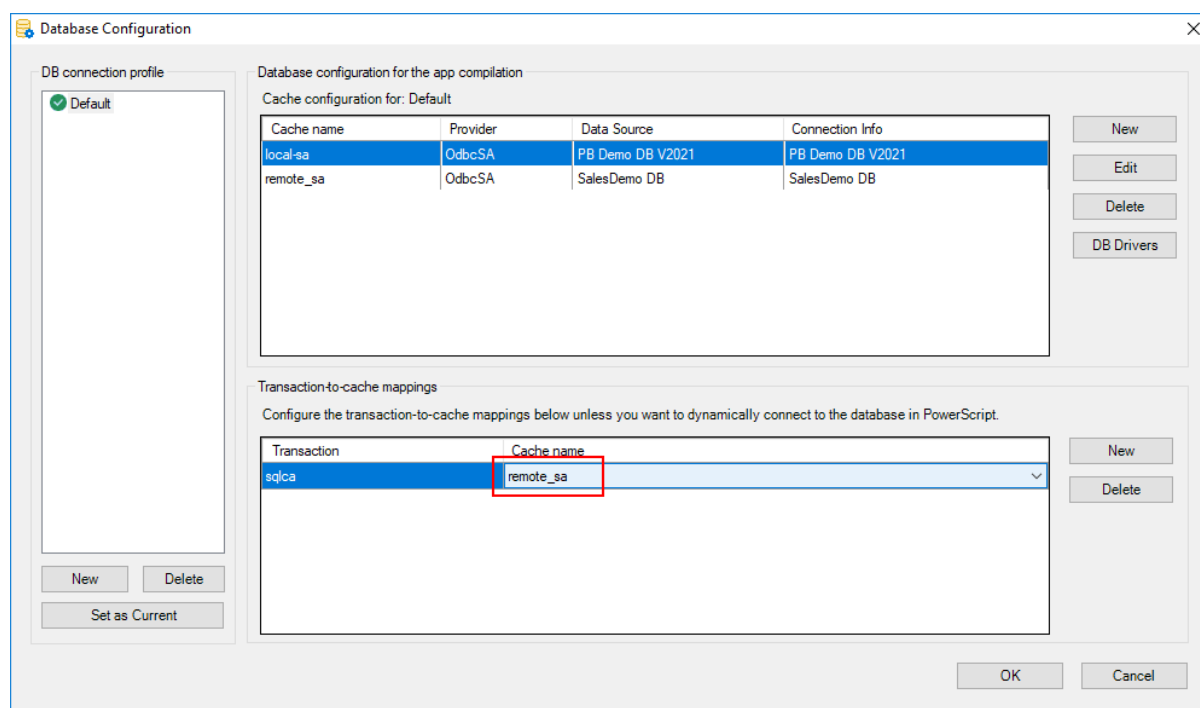 Database Configuration
DB connection profile
Default
New Delete
Set as Current
Database configuration for the app compilation
Cache configuration for: Default
Cache name Provider Data Source Connection Info
local-sa OdbcSA PB Demo DB V2021 PB Demo DB V2021
remote_sa OdbcSA SalesDemo DB SalesDemo DB
New
Edit
Delete
DB Drivers
Transaction-to-cache mappings
Configure the transaction-to-cache mappings below unless you want to dynamically connect to the database in PowerScript.
Transaction Cache name
sqlca remote_sa
New
Delete
OK Cancel